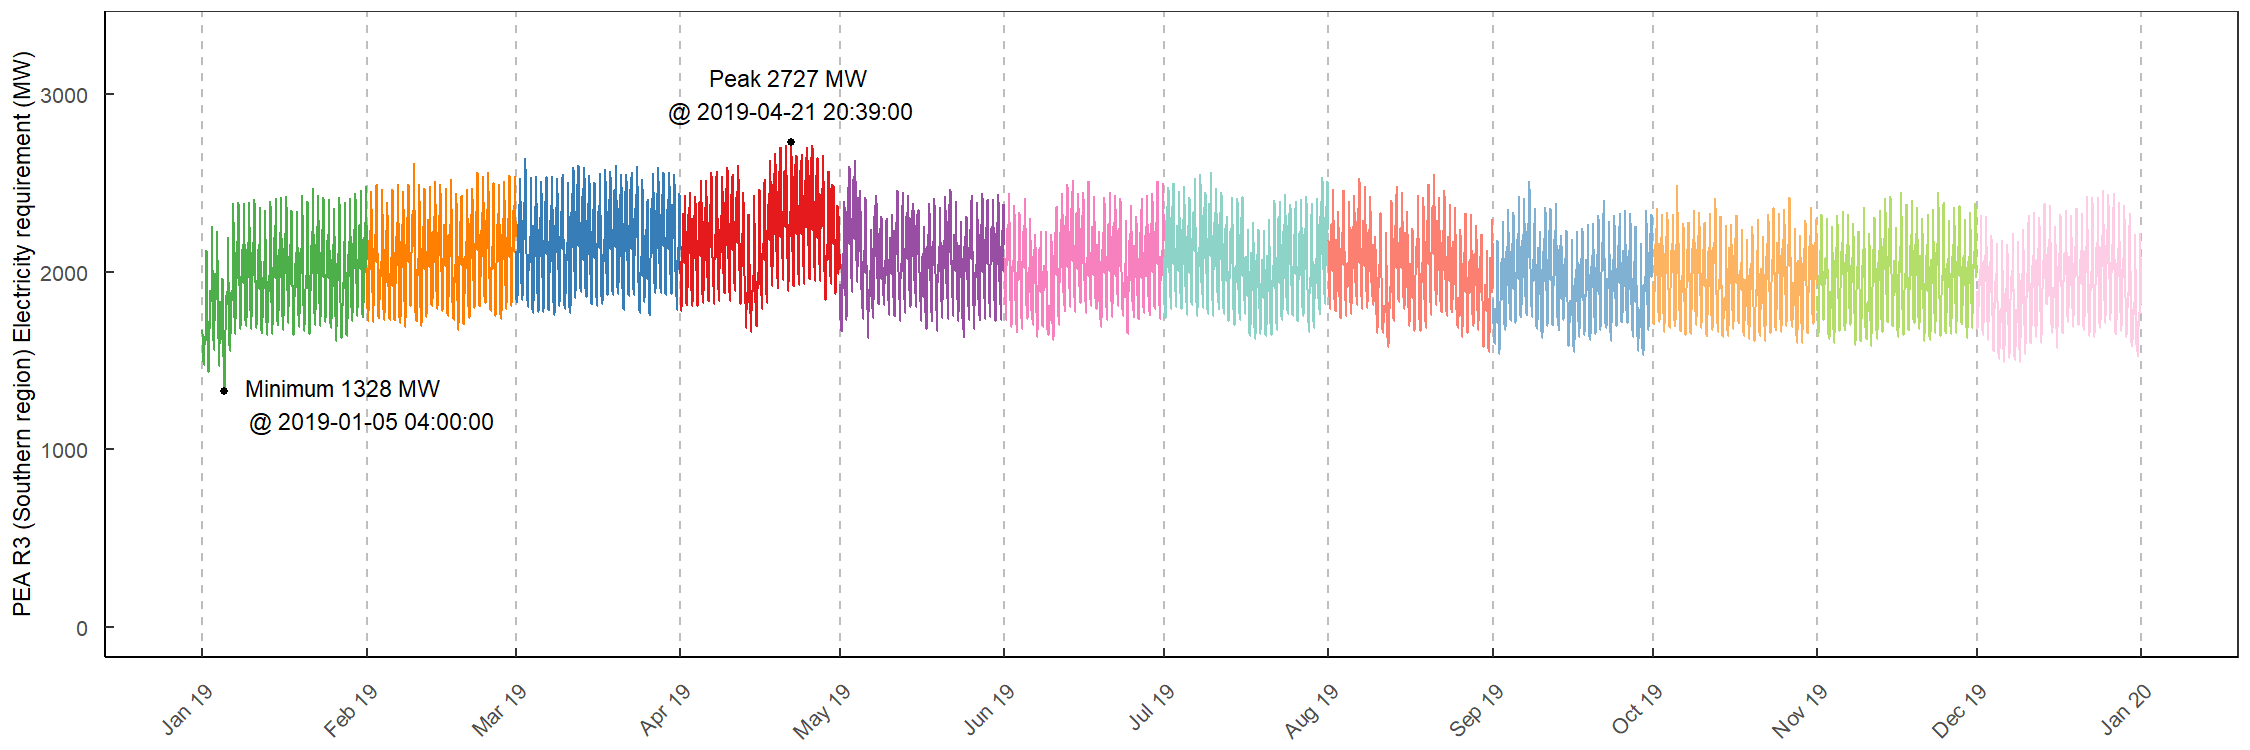 PEA R3 (Southern region) Electricity requirement (MW)
3000
2000
1000
0
Peak 2727 MW
@ 2019-04-21 20:39:00
Minimum 1328 MW
@ 2019-01-05 04:00:00
Jan 19
Feb 19
Mar 19
Apr 19
May 19
Jun 19
Jul 19
Aug 19
Sep 19
Oct 19
Nov 19
Dec 19
Jan 20